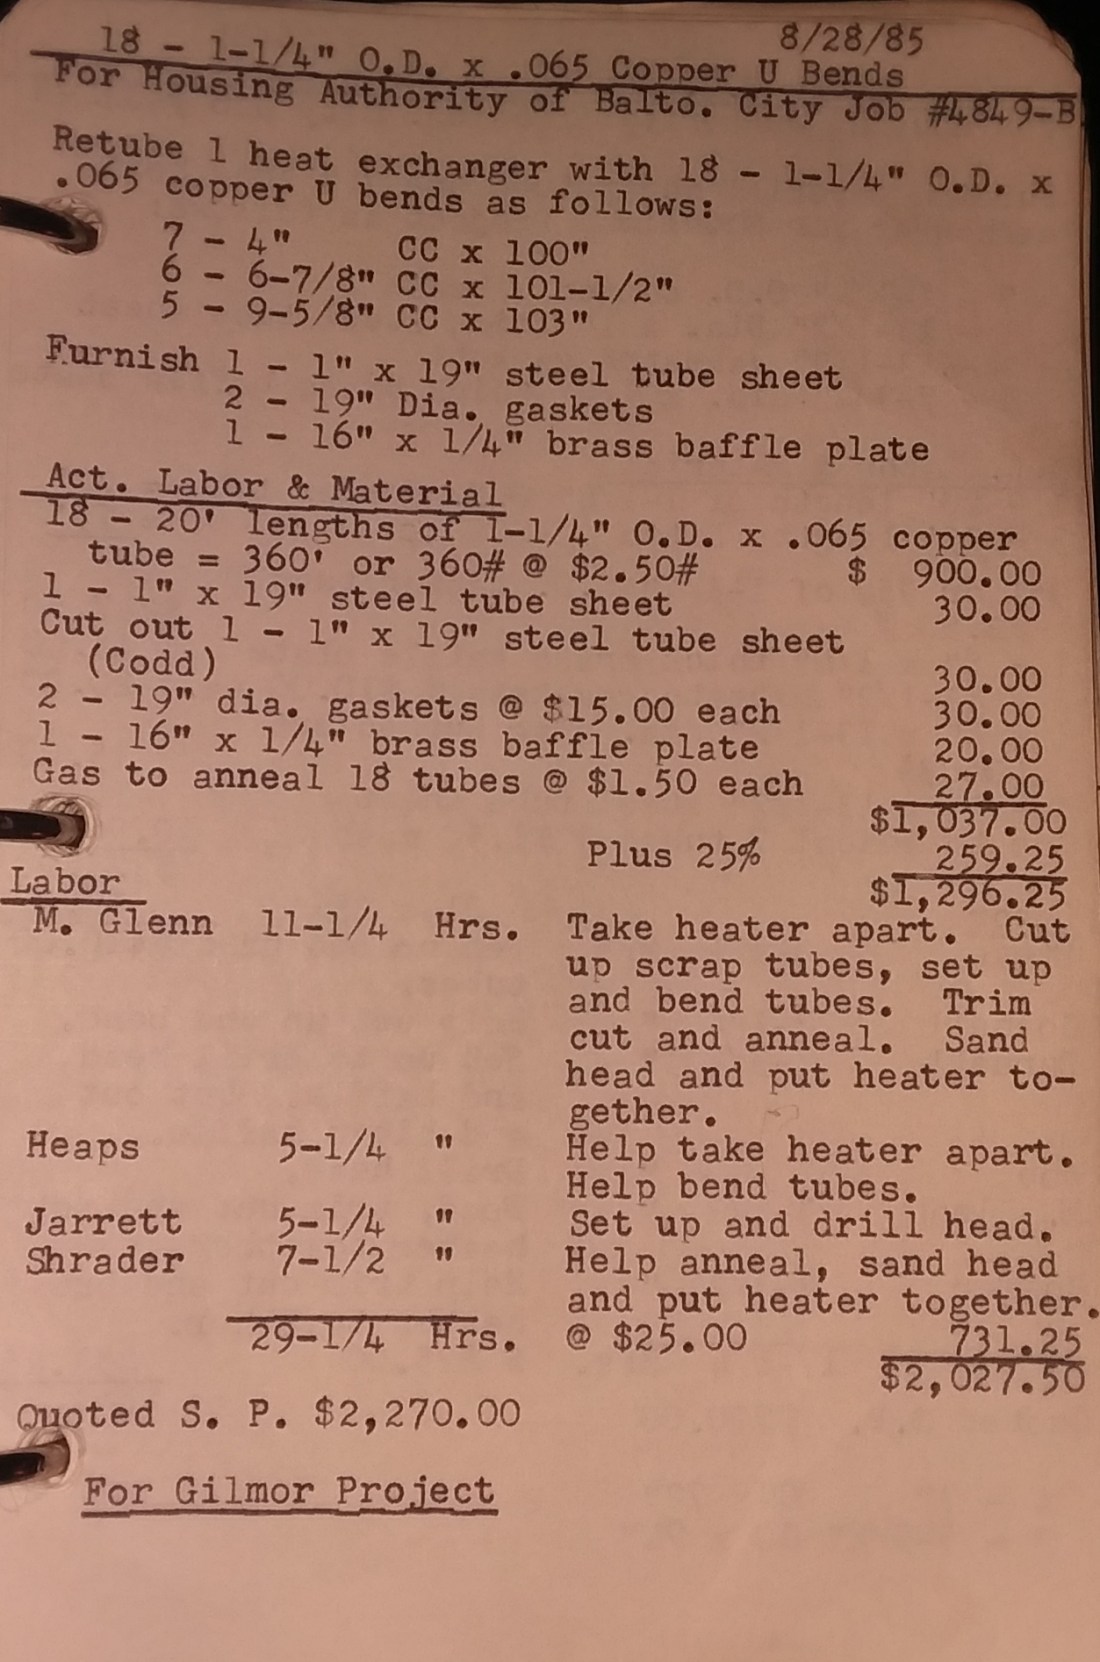 8/28/85
18 - 1-1/4" O.D. x .065 Copper U Bends
For Housing Authority of Balto. City Job #4849-B
Retube 1 heat exchanger with 18 - 1-1/4" O.D. x
.065 copper U bends as follows:
7 - 4" CC x 100"
6 - 6-7/8" CC x 101-1/2"
5 - 9-5/8" CC x 103"
Furnish 1 - 1" x 19" steel tube sheet
2 - 19" Dia. gaskets
1 - 16" x 1/4" brass baffle plate
Act. Labor & Material
18 - 20' lengths of 1-1/4" O.D. x .065 copper
tube = 360' or 360# @ $2.50# $ 900.00
1 - 1" x 19" steel tube sheet 30.00
Cut out 1 - 1" x 19" steel tube sheet
(Codd) 30.00
2 - 19" dia. gaskets @ $15.00 each 30.00
1 - 16" x 1/4" brass baffle plate 20.00
Gas to anneal 18 tubes @ $1.50 each 27.00
$1,037.00
Plus 25% 259.25
$1,296.25
Labor
M. Glenn 11-1/4 Hrs. Take heater apart. Cut
up scrap tubes, set up
and bend tubes. Trim
cut and anneal. Sand
head and put heater to-
gether.
Heaps 5-1/4 " Help take heater apart.
Help bend tubes.
Jarrett 5-1/4 " Set up and drill head.
Shrader 7-1/2 " Help anneal, sand head
and put heater together.
29-1/4 Hrs. @ $25.00 731.25
$2,027.50
Quoted S. P. $2,270.00
For Gilmor Project